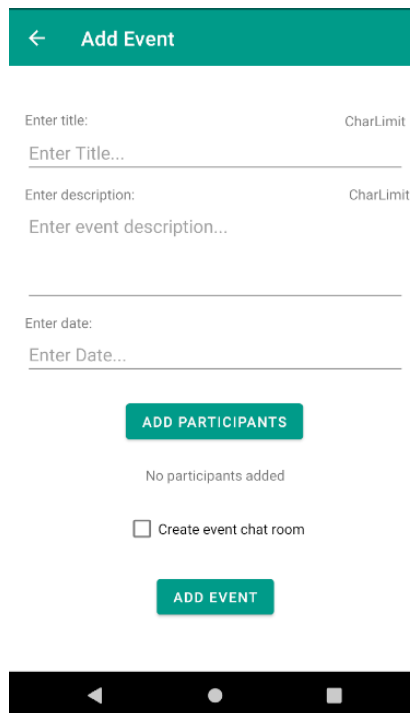 Add Event
Enter title: CharLimit
Enter Title...
Enter description: CharLimit
Enter event description...
Enter date:
Enter Date...
ADD PARTICIPANTS
No participants added
Create event chat room
ADD EVENT